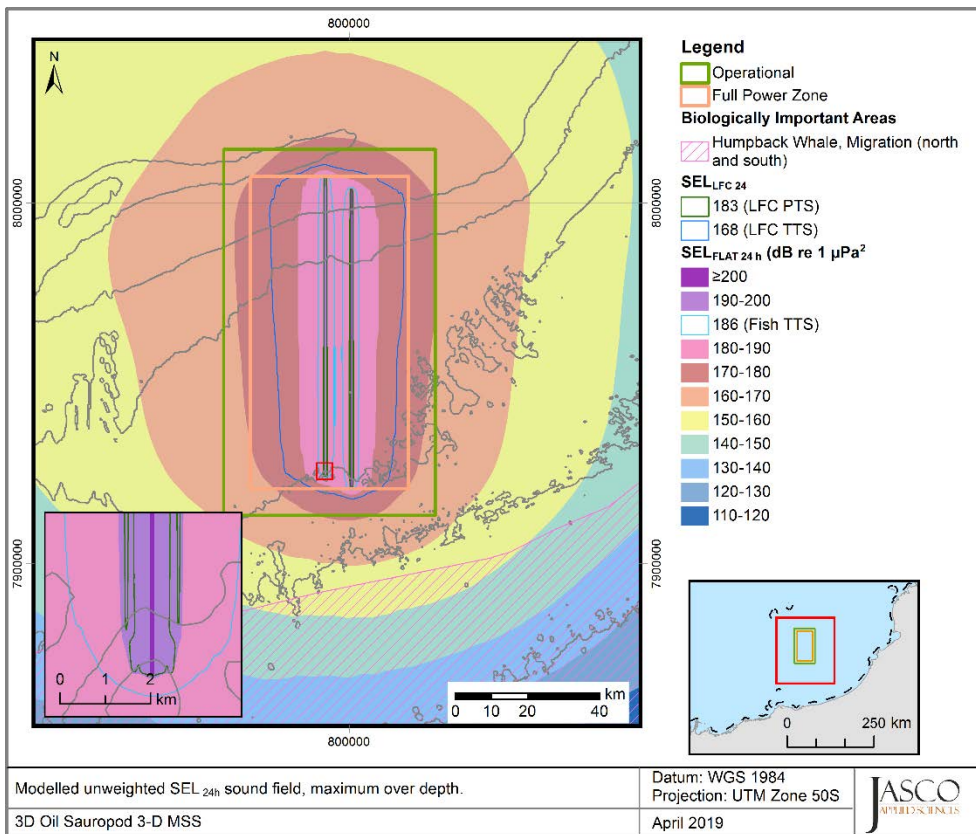 800000
N
8000000
8000000
7900000
7900000
0 1 2
km
km
0 10 20 40
800000
Legend
Operational
Full Power Zone
Biologically Important Areas
Humpback Whale, Migration (north
and south)
SEL LFC 24
183 (LFC PTS)
168 (LFC TTS)
SEL FLAT 24 h (dB re 1 µPa²
≥200
190-200
186 (Fish TTS)
180-190
170-180
160-170
150-160
140-150
130-140
120-130
110-120
0 250 km
Modelled unweighted SEL 24h sound field, maximum over depth.
3D Oil Sauropod 3-D MSS
Datum: WGS 1984
Projection: UTM Zone 50S
April 2019
JASCO
APPLIED SCIENCES